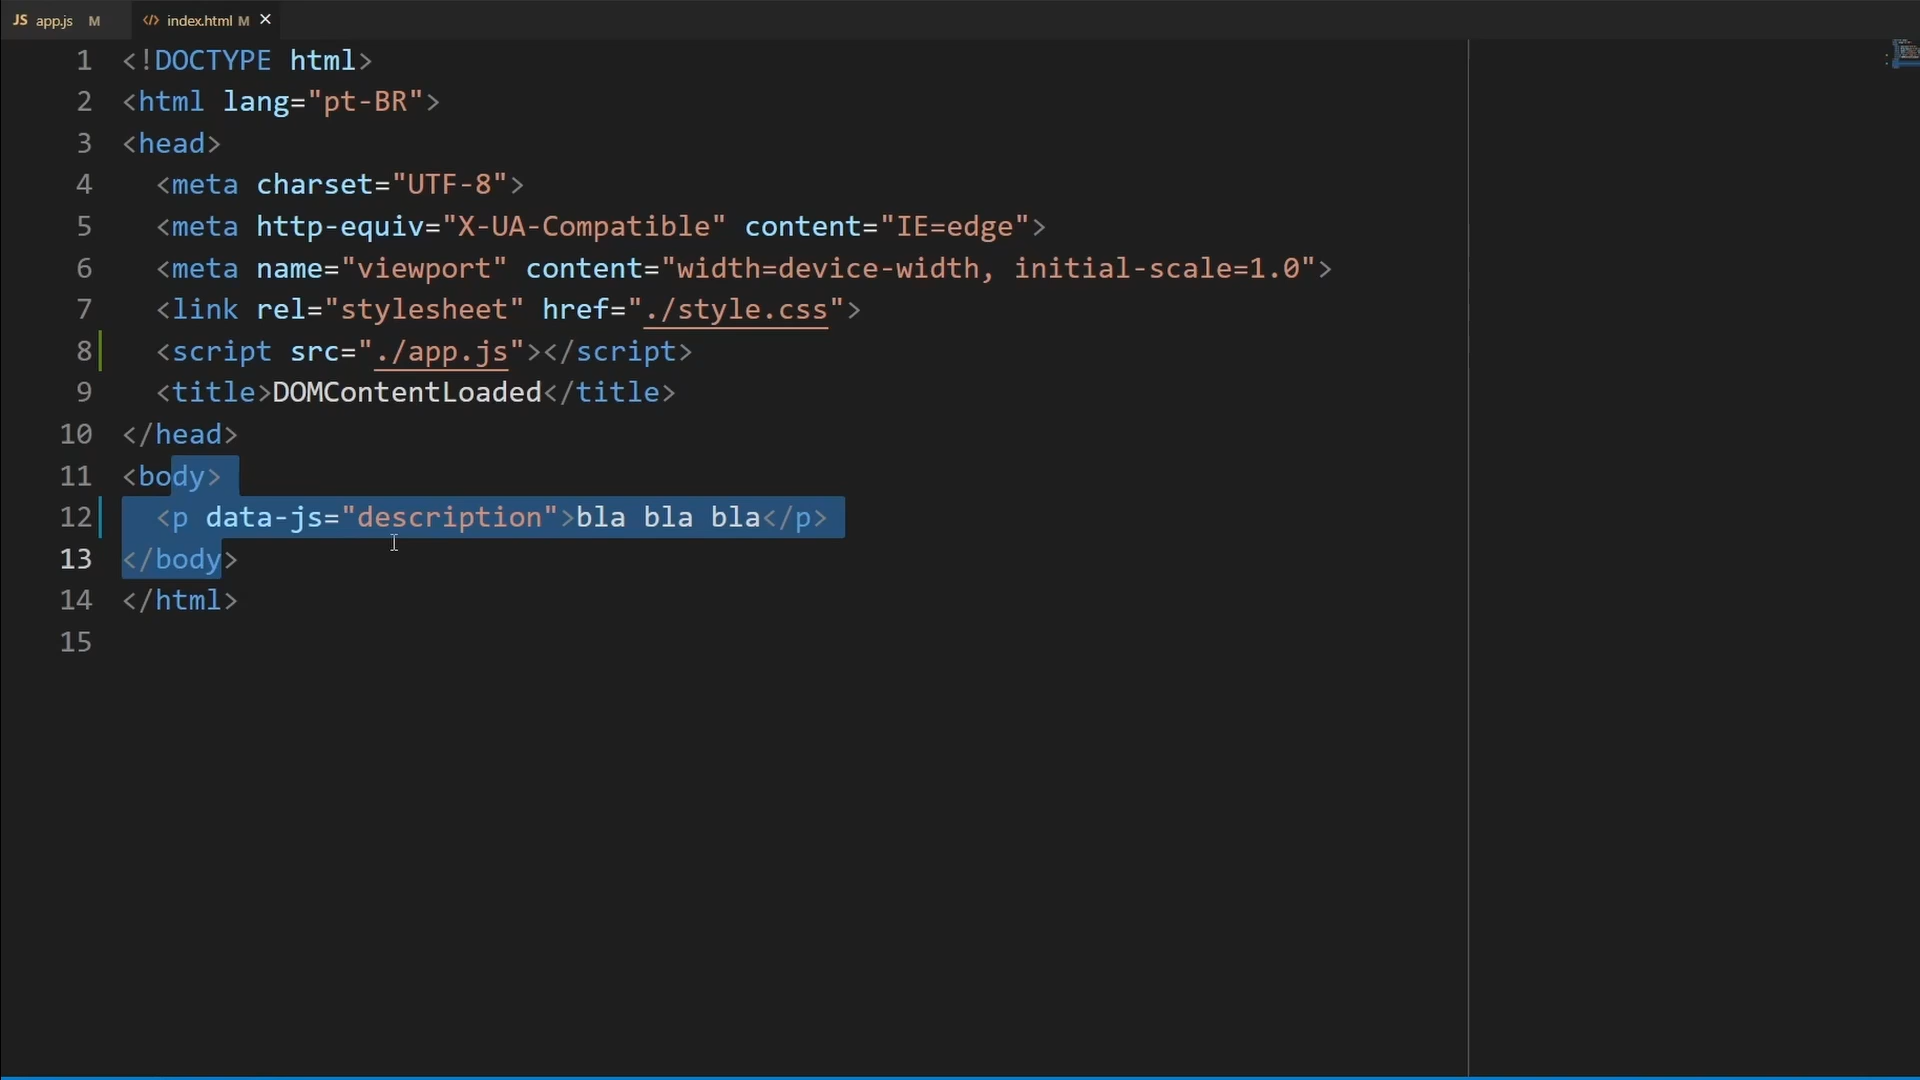 JS app.js M </> index.html M ×
1 <!DOCTYPE html>
2 <html lang="pt-BR">
3 <head>
4   <meta charset="UTF-8">
5   <meta http-equiv="X-UA-Compatible" content="IE=edge">
6   <meta name="viewport" content="width=device-width, initial-scale=1.0">
7   <link rel="stylesheet" href="./style.css">
8   <script src="./app.js"></script>
9   <title>DOMContentLoaded</title>
10 </head>
11 <body>
12   <p data-js="description">bla bla bla</p>
13 </body>
14 </html>
15